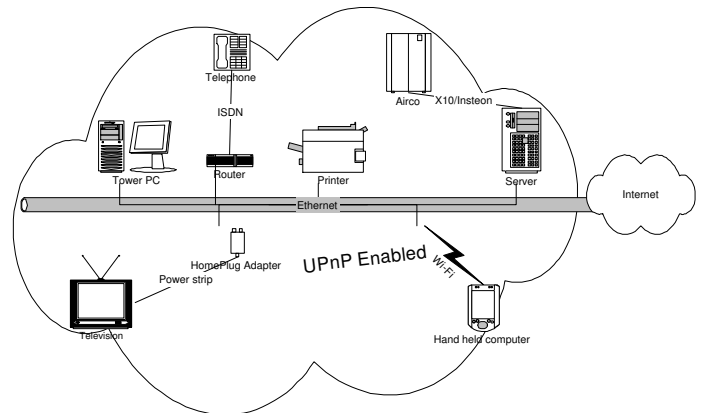 Telephone
Airco
X10/Insteon
ISDN
Tower PC
Router
Printer
Server
Internet
Ethernet
HomePlug Adapter
UPnP Enabled
Wi-Fi
Power strip
Television
Hand held computer